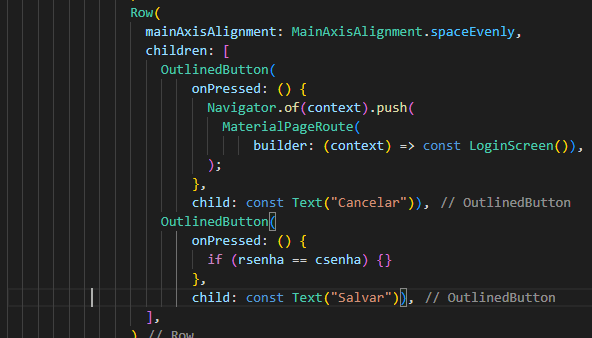 Row(
mainAxisAlignment: MainAxisAlignment.spaceEvenly,
children: [
OutlinedButton(
onPressed: () {
Navigator.of(context).push(
MaterialPageRoute(
builder: (context) => const LoginScreen()),
);
},
child: const Text("Cancelar")), // OutlinedButton
OutlinedButton(
onPressed: () {
if (rsenha == csenha) {}
},
child: const Text("Salvar")), // OutlinedButton
],
) // Row